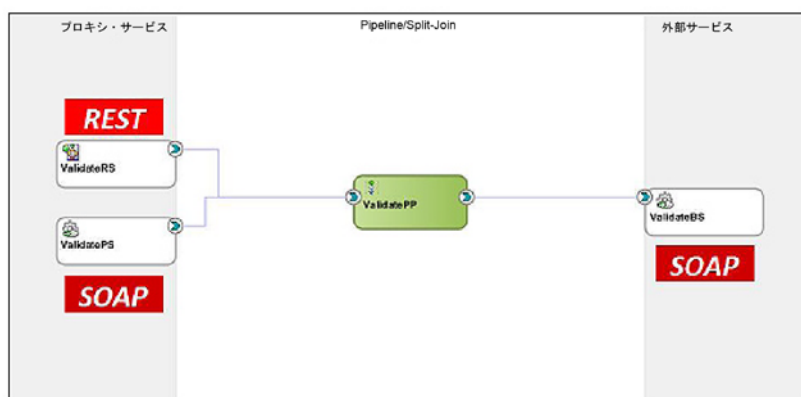 プロキシ・サービス
Pipeline/Split-Join
外部サービス
REST
ValidateRS
ValidatePS
SOAP
ValidatePP
ValidateBS
SOAP